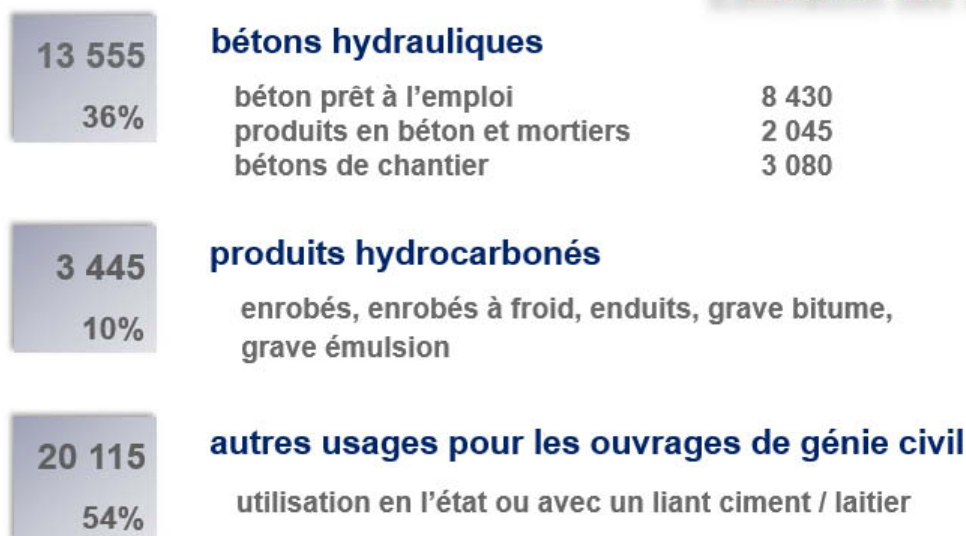 13 555
36%
bétons hydrauliques
béton prêt à l'emploi 8 430
produits en béton et mortiers 2 045
bétons de chantier 3 080
3 445
10%
produits hydrocarbonés
enrobés, enrobés à froid, enduits, grave bitume,
grave émulsion
20 115
54%
autres usages pour les ouvrages de génie civil
utilisation en l'état ou avec un liant ciment / laitier